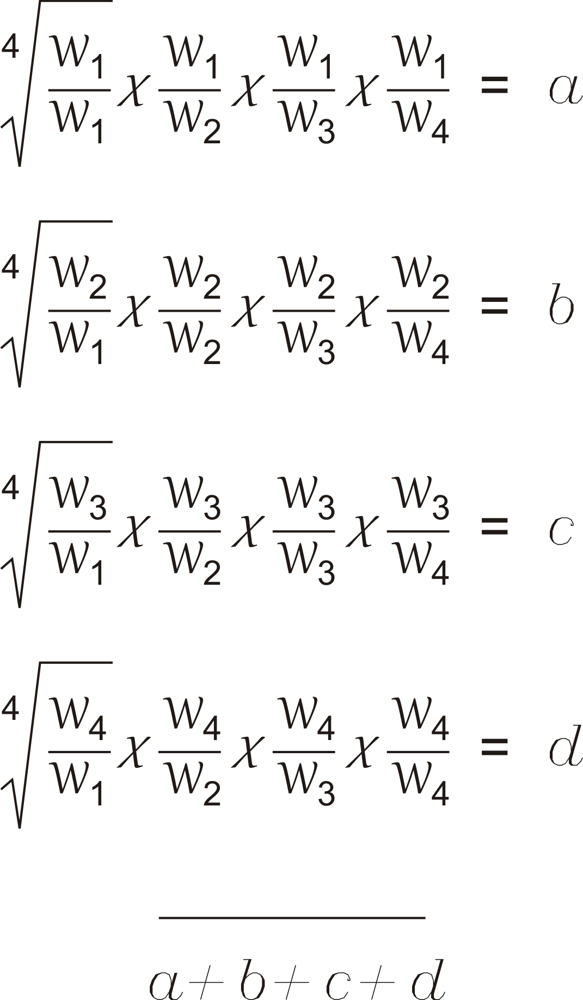 ⁴√ w₁/w₁ x w₁/w₂ x w₁/w₃ x w₁/w₄ = a
⁴√ w₂/w₁ x w₂/w₂ x w₂/w₃ x w₂/w₄ = b
⁴√ w₃/w₁ x w₃/w₂ x w₃/w₃ x w₃/w₄ = c
⁴√ w₄/w₁ x w₄/w₂ x w₄/w₃ x w₄/w₄ = d
a + b + c + d